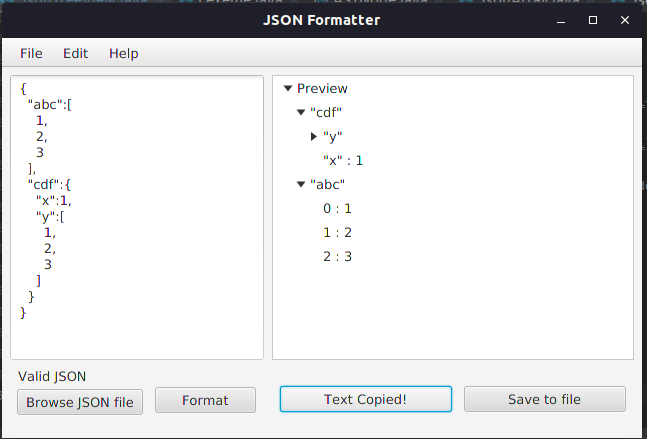 JSON Formatter
File Edit Help
{
"abc":[
1,
2,
3
],
"cdf":{
"x":1,
"y":[
1,
2,
3
]
}
}
Preview
"cdf"
"y"
"x" : 1
"abc"
0 : 1
1 : 2
2 : 3
Valid JSON
Browse JSON file
Format
Text Copied!
Save to file